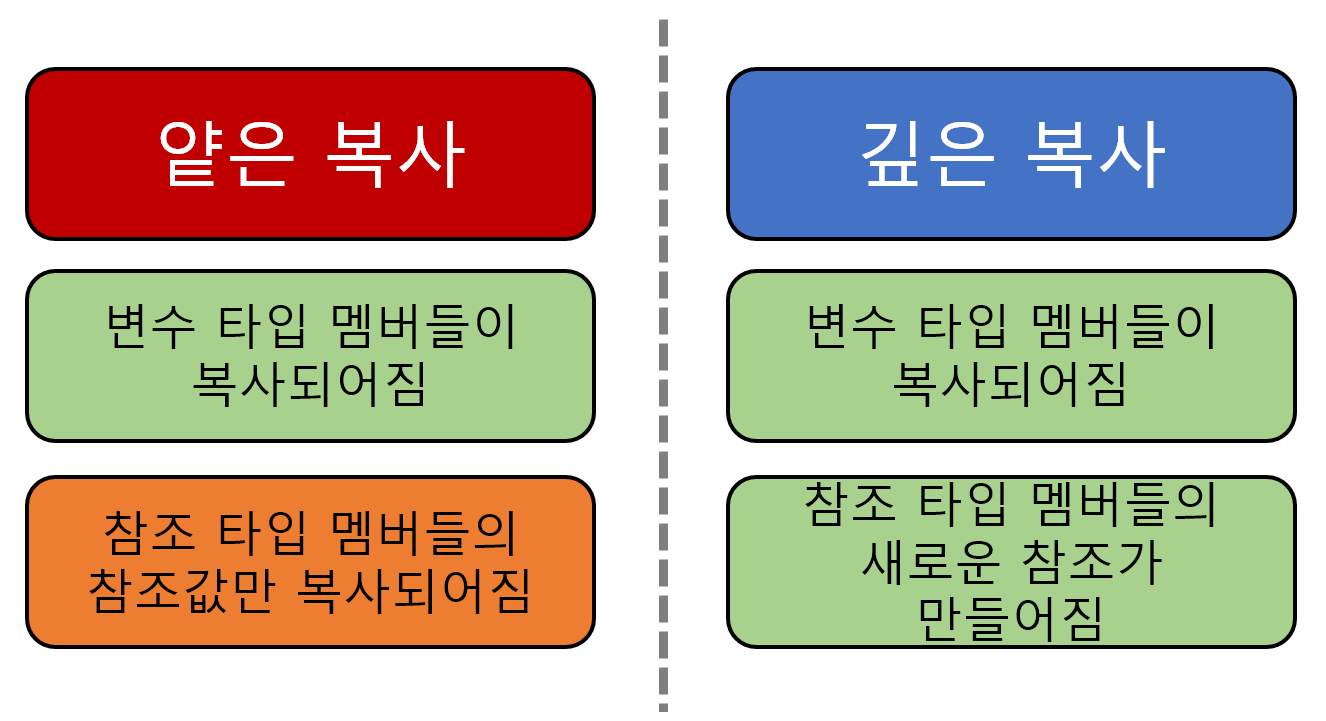 얕은 복사
변수 타입 멤버들이
복사되어짐
참조 타입 멤버들의
참조값만 복사되어짐
깊은 복사
변수 타입 멤버들이
복사되어짐
참조 타입 멤버들의
새로운 참조가
만들어짐